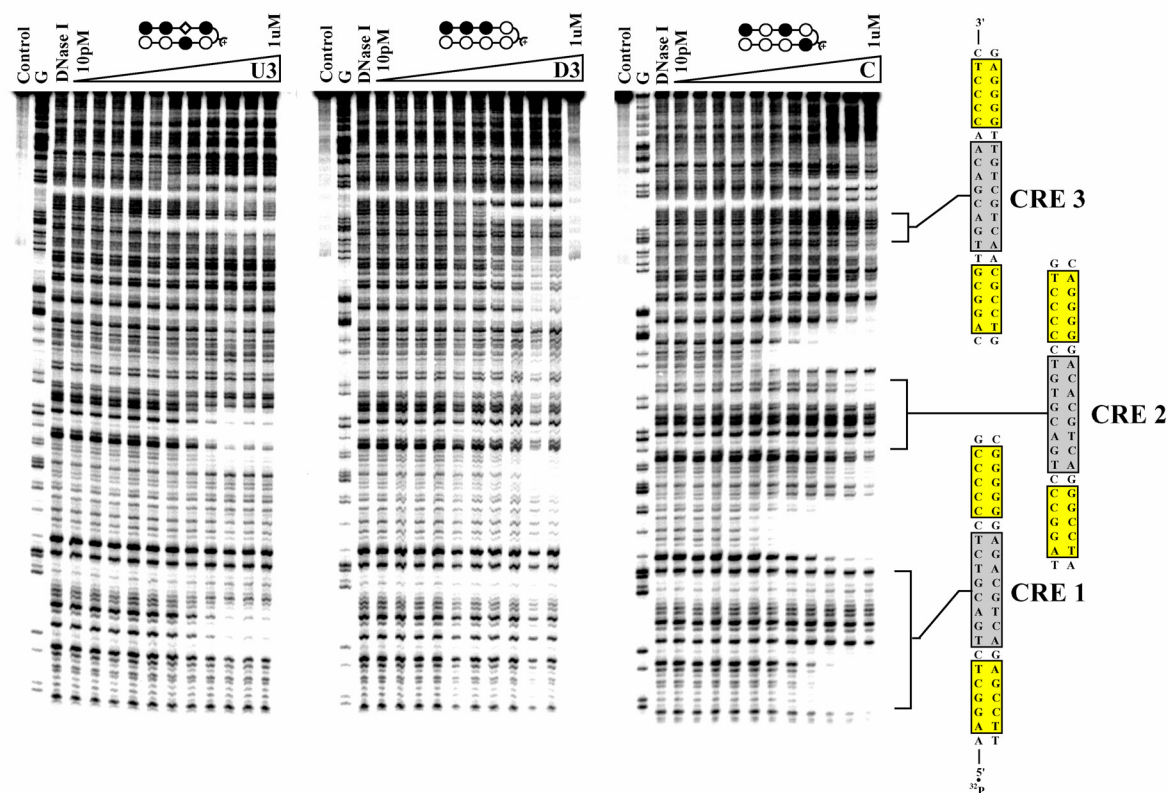 Control
G
DNase I
10pM
1uM
U3
Control
G
DNase I
10pM
1uM
D3
Control
G
DNase I
10pM
1uM
C
3'
C G
T A
C G
C G
C G
C G
A T
A T
C G
A T
G C
C G
A T
G C
T A
T A
G C
C G
G C
G C
A T
C G
CRE 3
G C
T A
C G
C G
C G
C G
C G
T A
G C
T A
G C
C G
A T
G C
T A
C G
C G
C G
G C
G C
A T
T A
CRE 2
G C
C G
C G
C G
C G
C G
C G
T A
C G
T A
G C
C G
A T
G C
T A
C G
T A
C G
G C
G C
A T
A T
CRE 1
5'
32P